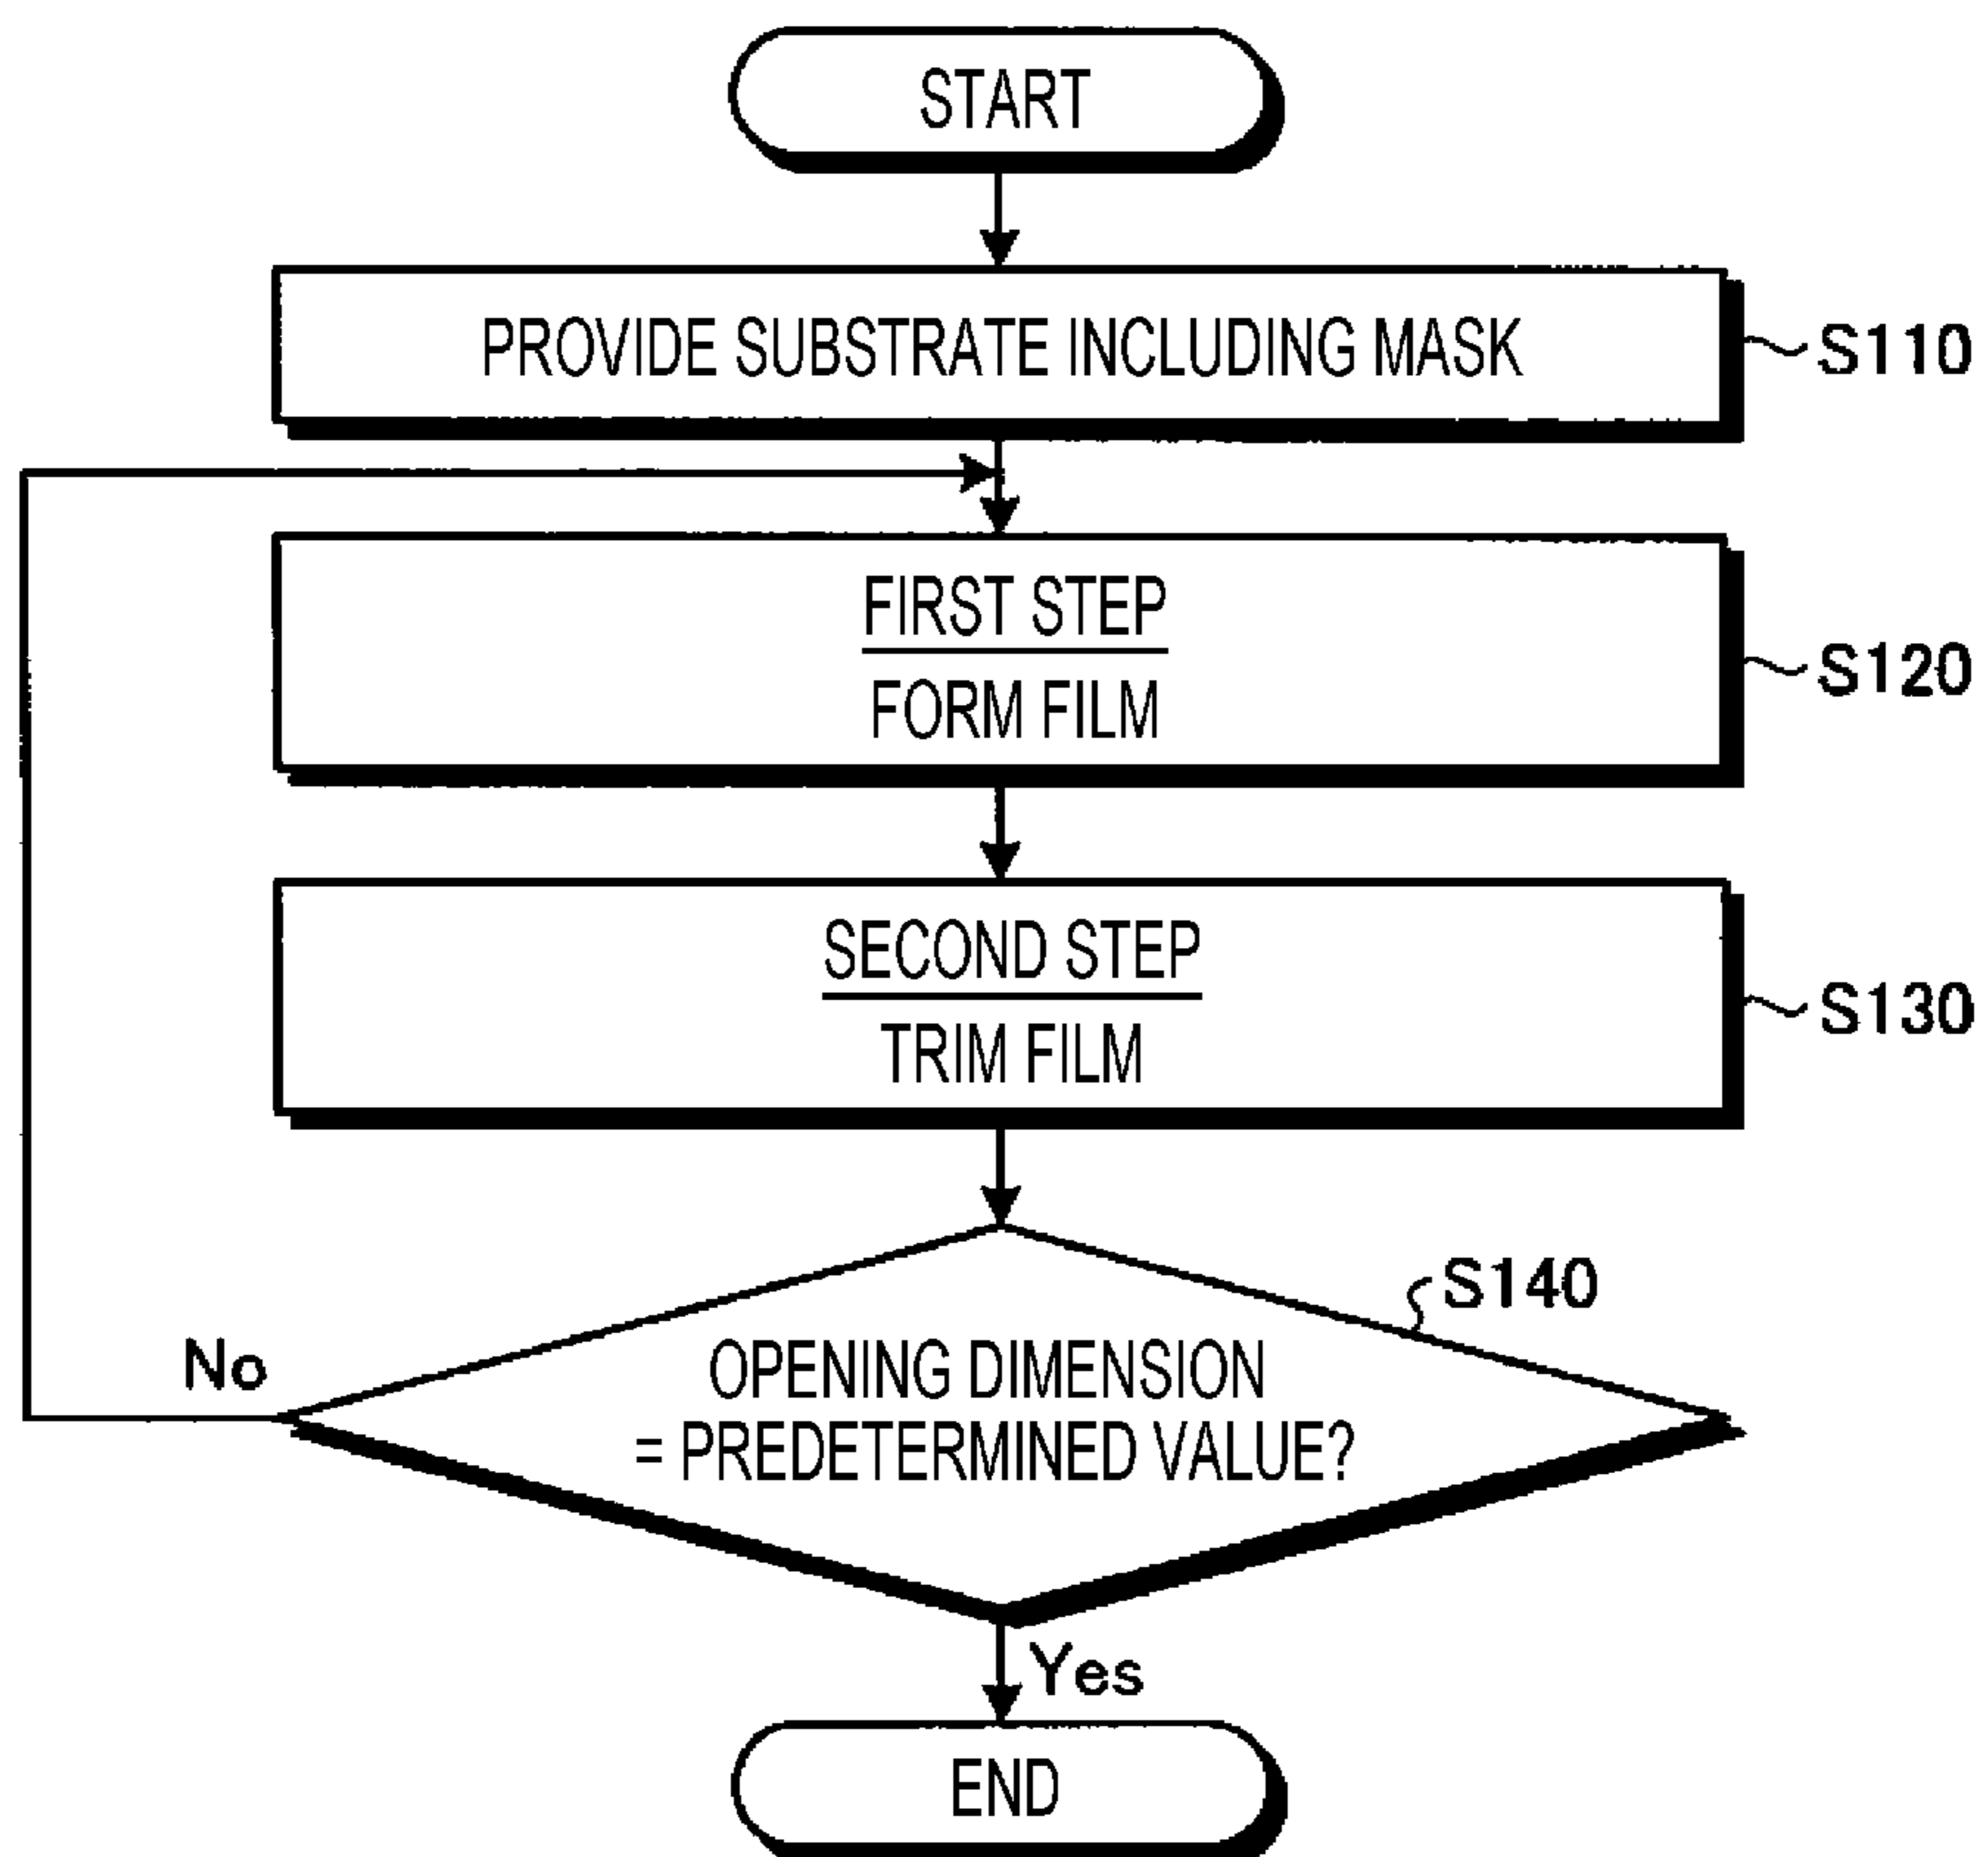 START
PROVIDE SUBSTRATE INCLUDING MASK
S110
FIRST STEP
FORM FILM
S120
SECOND STEP
TRIM FILM
S130
S140
No
OPENING DIMENSION
= PREDETERMINED VALUE?
Yes
END